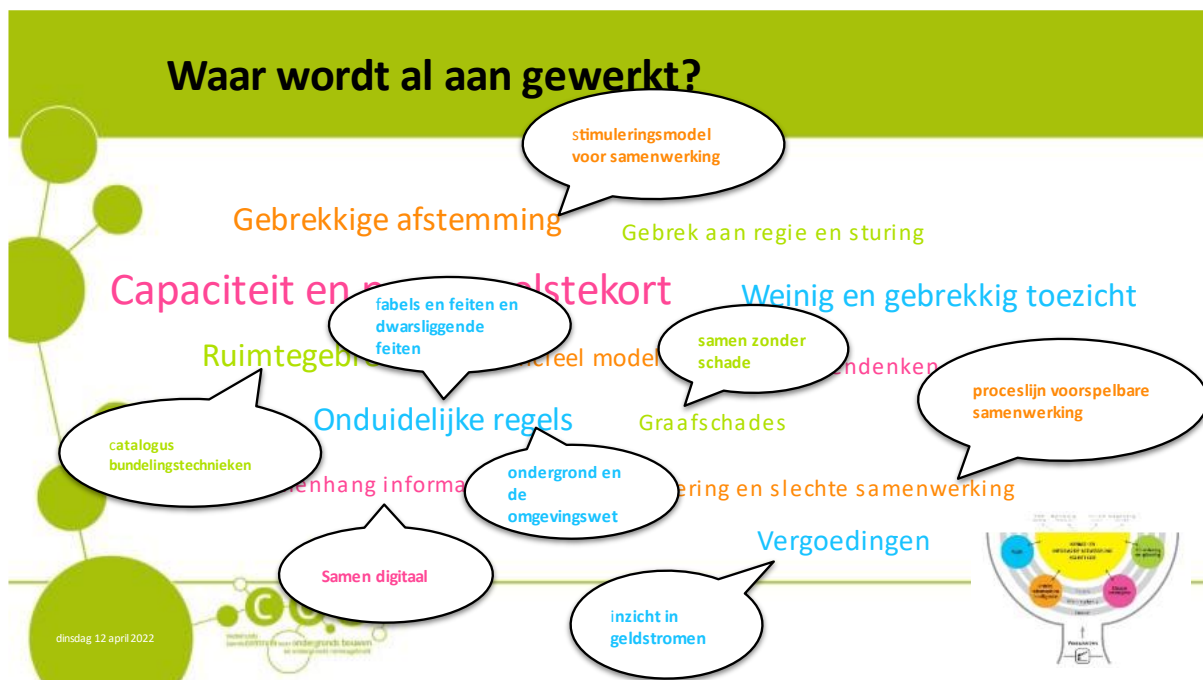 Waar wordt al aan gewerkt?
stimuleringsmodel
voor samenwerking
Gebrekkige afstemming
Gebrek aan regie en sturing
Capaciteit en
elstekort
Weinig en gebrekkig toezicht
fabels en feiten en
dwarsliggende
feiten
samen zonder
schade
Ruimtegebre
creel model
endenken
proceslijn voorspelbare
samenwerking
Onduidelijke regels
Graafschades
catalogus
bundelingstechnieken
ondergrond en
de
omgevingswet
enhang informa
ering en slechte samenwerking
Vergoedingen
Samen digitaal
inzicht in
geldstromen
dinsdag 12 april 2022